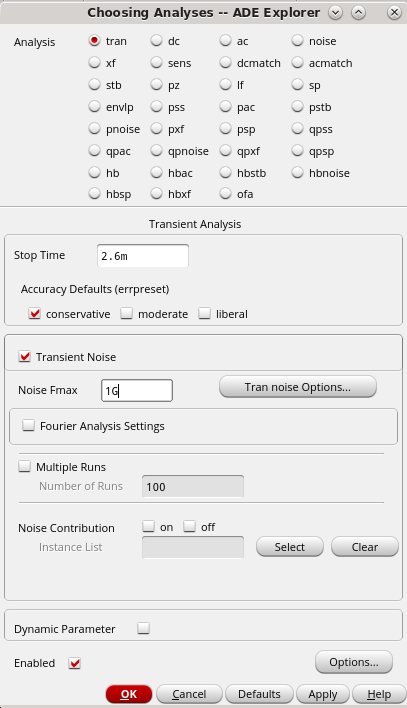 Choosing Analyses -- ADE Explorer
Analysis tran dc ac noise
xf sens dcmatch acmatch
stb pz lf sp
envlp pss pac pstb
pnoise pxf psp qpss
qpac qpnoise qpxf qpsp
hb hbac hbstb hbnoise
hbsp hbxf ofa
Transient Analysis
Stop Time 2.6m
Accuracy Defaults (errpreset)
conservative moderate liberal
Transient Noise
Noise Fmax 1G Tran noise Options...
Fourier Analysis Settings
Multiple Runs
Number of Runs 100
Noise Contribution on off
Instance List Select Clear
Dynamic Parameter
Enabled Options...
OK Cancel Defaults Apply Help